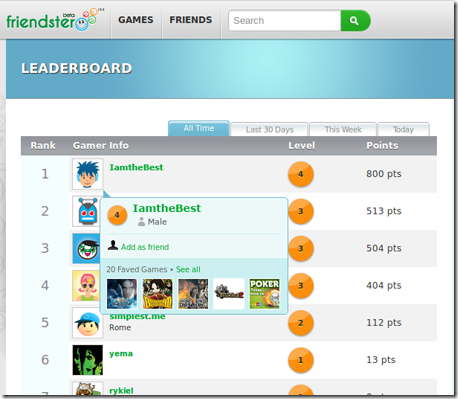 friendster beta TM
GAMES
FRIENDS
Search
LEADERBOARD
All Time
Last 30 Days
This Week
Today
Rank Gamer Info Level Points
1 IamtheBest 4 800 pts
4 IamtheBest
Male
Add as friend
20 Faved Games • See all
POKER
2 3 513 pts
3 3 504 pts
4 3 404 pts
5 simplest.me 2 112 pts
Rome
6 yema 1 13 pts
rykiel